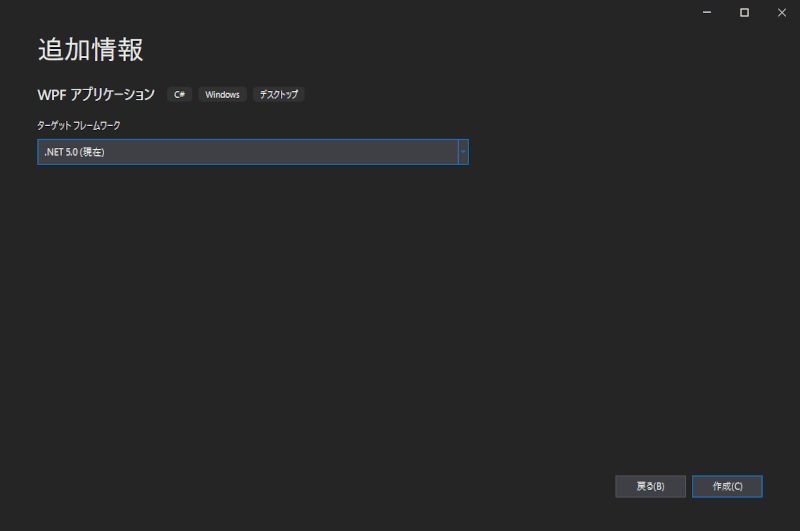 追加情報
WPF アプリケーション C# Windows デスクトップ
ターゲット フレームワーク
.NET 5.0 (現在)
戻る(B) 作成(C)